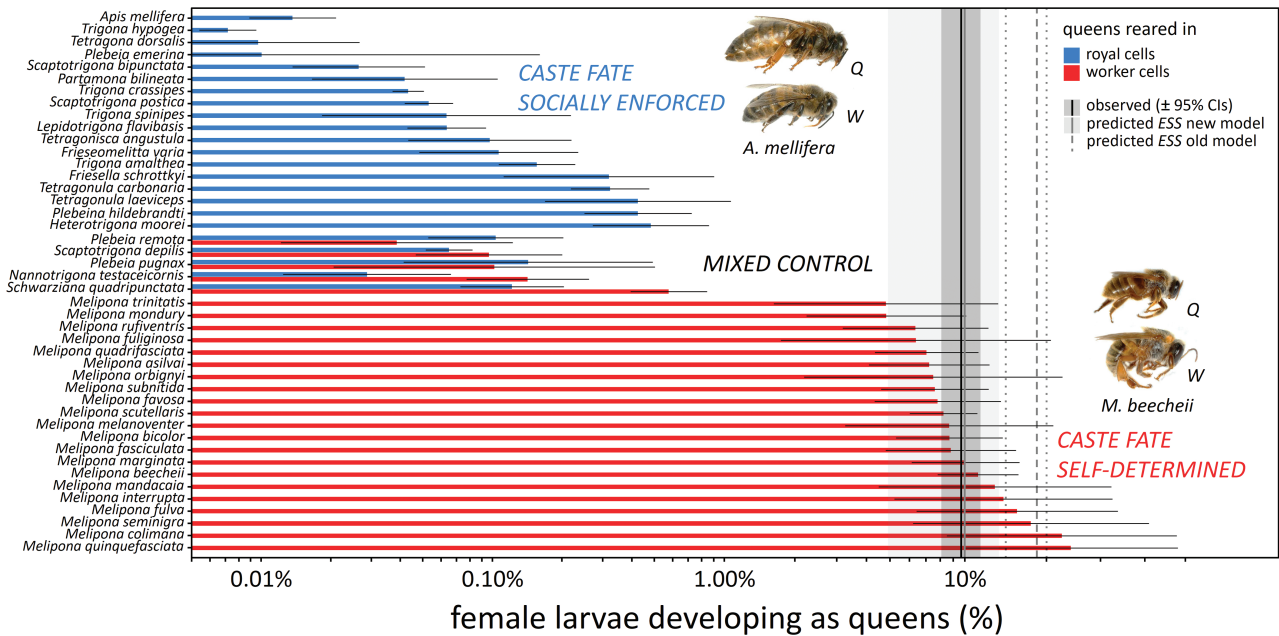 Apis mellifera
Trigona hypogea
Tetragona dorsalis
Plebeia emerina
Scaptotrigona bipunctata
Partamona bilineata
Trigona crassipes
Scaptotrigona postica
Trigona spinipes
Lepidotrigona flavibasis
Tetragonisca angustula
Frieseomelitta varia
Trigona amalthea
Friesella schrottkyi
Tetragonula carbonaria
Tetragonula laeviceps
Plebeina hildebrandti
Heterotrigona moorei
Plebeia remota
Scaptotrigona depilis
Plebeia pugnax
Nannotrigona testaceicornis
Schwarziana quadripunctata
Melipona trinitatis
Melipona mondury
Melipona rufiventris
Melipona fuliginosa
Melipona quadrifasciata
Melipona asilvai
Melipona orbignyi
Melipona subnitida
Melipona favosa
Melipona scutellaris
Melipona melanoventer
Melipona bicolor
Melipona fasciculata
Melipona marginata
Melipona beecheii
Melipona mandacaia
Melipona interrupta
Melipona fulva
Melipona seminigra
Melipona colimana
Melipona quinquefasciata
CASTE FATE
SOCIALLY ENFORCED
Q
W
A. mellifera
queens reared in
royal cells
worker cells
observed (± 95% CIs)
predicted ESS new model
predicted ESS old model
MIXED CONTROL
Q
W
M. beecheii
CASTE FATE
SELF-DETERMINED
0.01%
0.10%
1.00%
10%
female larvae developing as queens (%)